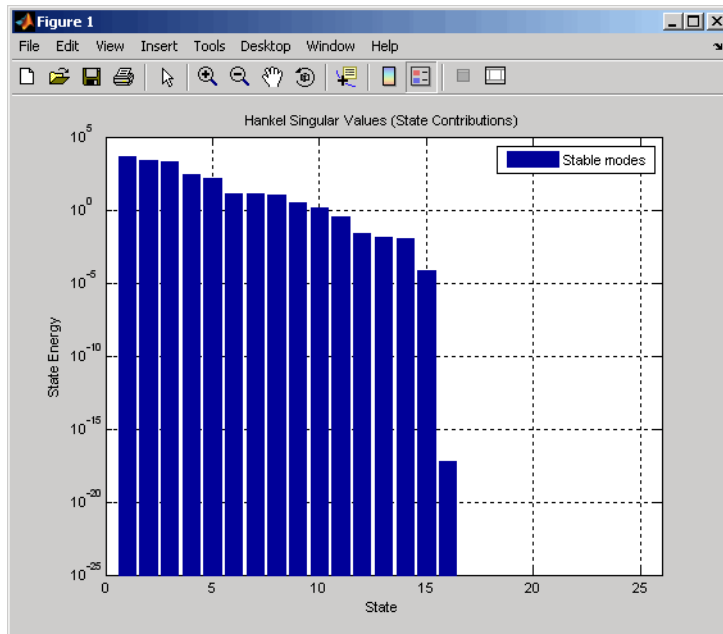 Figure 1
File Edit View Insert Tools Desktop Window Help
Hankel Singular Values (State Contributions)
Stable modes
10^5
10^0
10^-5
10^-10
10^-15
10^-20
10^-25
State Energy
0 5 10 15 20 25
State